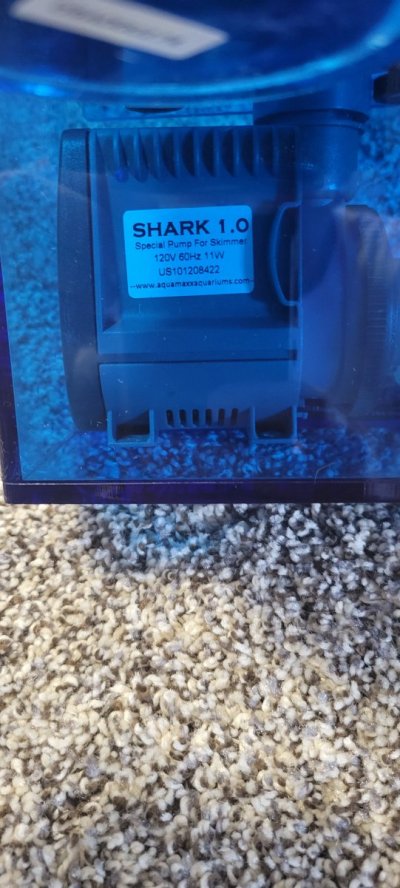 SHARK 1.0
Special Pump For Skimmer
120V 60Hz 11W
US101208422
--www.aquamaxxaquariums.com--